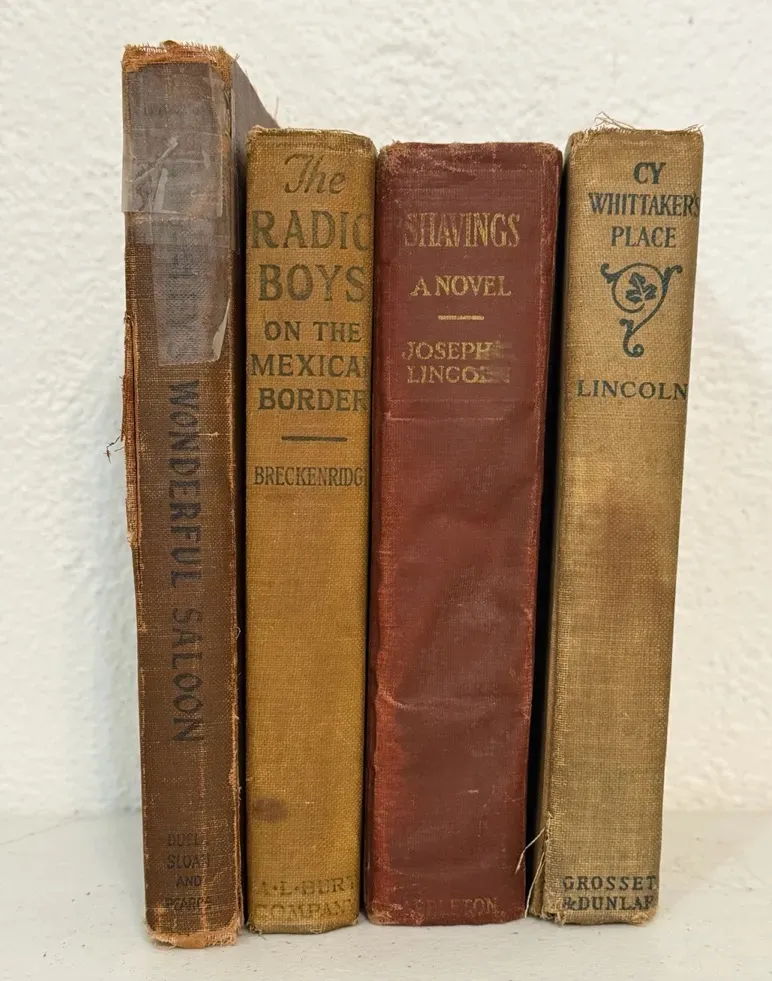 WONDERFUL SALOON
DUELL
SLOAN
AND
PEARCE
The
RADIO
BOYS
ON THE
MEXICAN
BORDER
BRECKENRIDGE
A·L·BURT
COMPANY
SHAVINGS
A NOVEL
JOSEPH C.
LINCOLN
APPLETON
CY
WHITTAKER'S
PLACE
LINCOLN
GROSSET
& DUNLAP